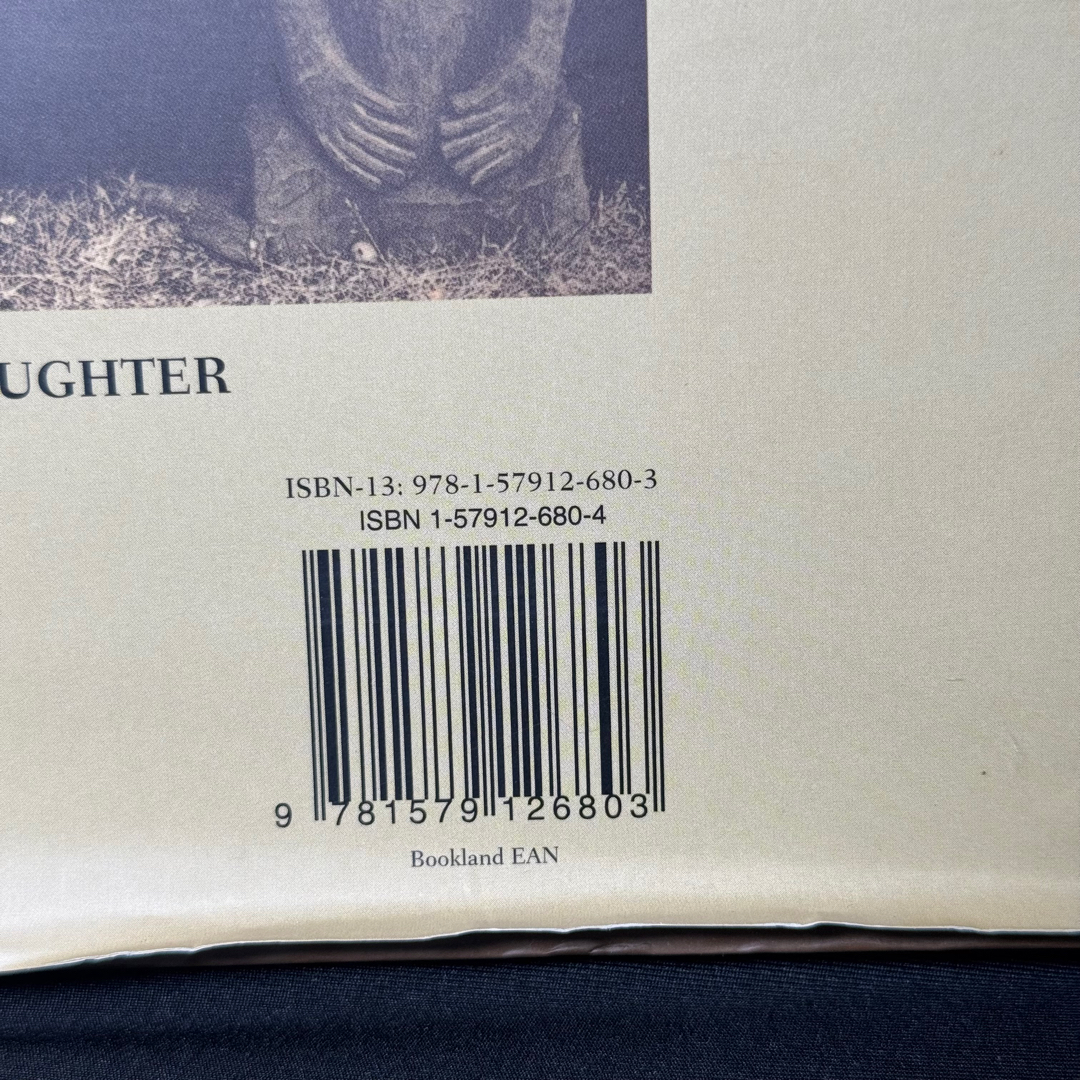 UGHTER
ISBN-13: 978-1-57912-680-3
ISBN 1-57912-680-4
9 781579 126803
Bookland EAN